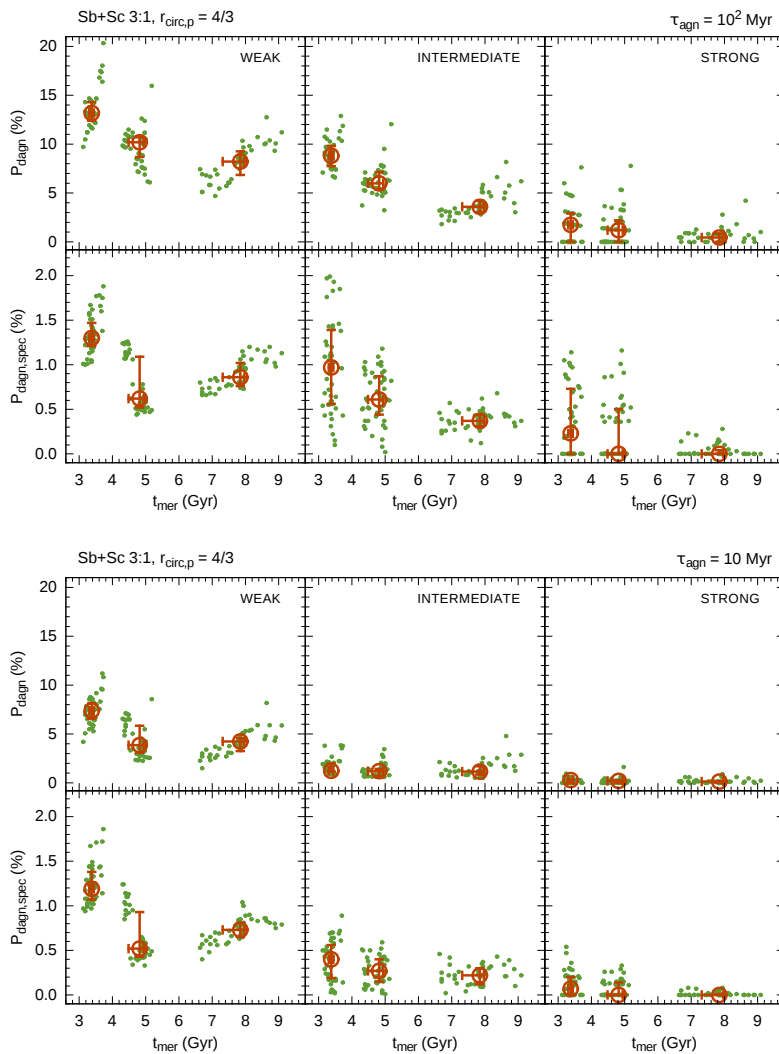 Sb+Sc 3:1, r_circ,p = 4/3 τ_agn = 10² Myr
WEAK INTERMEDIATE STRONG
20
15
10
5
0
P_dagn (%)
2.0
1.5
1.0
0.5
0.0
P_dagn,spec (%)
3 4 5 6 7 8 9 3 4 5 6 7 8 9 3 4 5 6 7 8 9
t_mer (Gyr) t_mer (Gyr) t_mer (Gyr)
Sb+Sc 3:1, r_circ,p = 4/3 τ_agn = 10 Myr
WEAK INTERMEDIATE STRONG
20
15
10
5
0
P_dagn (%)
2.0
1.5
1.0
0.5
0.0
P_dagn,spec (%)
3 4 5 6 7 8 9 3 4 5 6 7 8 9 3 4 5 6 7 8 9
t_mer (Gyr) t_mer (Gyr) t_mer (Gyr)